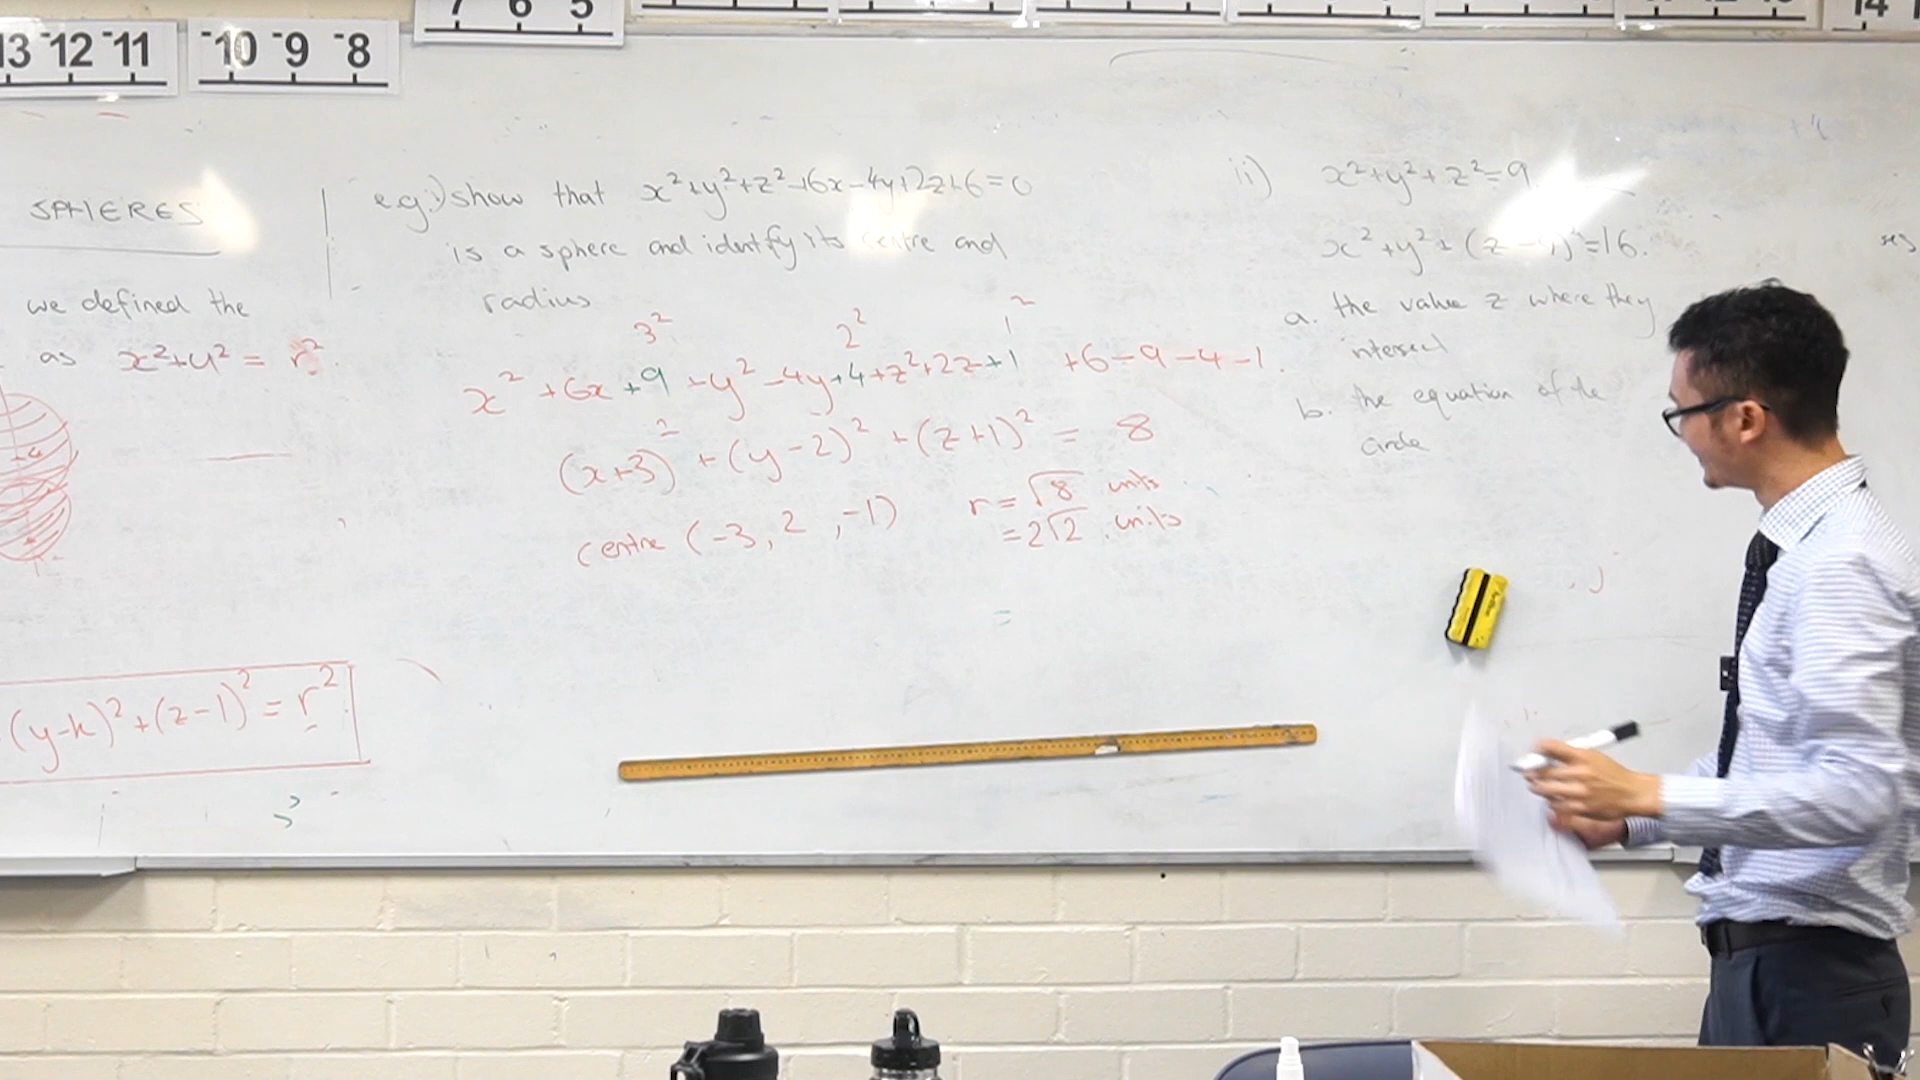 13 -12 -11
-10 -9 -8
7 6 5
14
SPHERES
we defined the
as x²+y² = r²
(y-k)²+(z-1)² = r²
e.g. i) show that x²+y²+z²+6x-4y+2z+6=0
is a sphere and identify its centre and
radius
3² 2² 1²
x²+6x+9+y²-4y+4+z²+2z+1 +6-9-4-1.
(x+3)²+(y-2)²+(z+1)² = 8
centre (-3, 2, -1)
r = √8 units
= 2√2 units
ii) x²+y²+z²=9
x²+y²+(z-4)²=16.
a. the value z where they
intersect
b. the equation of the
circle